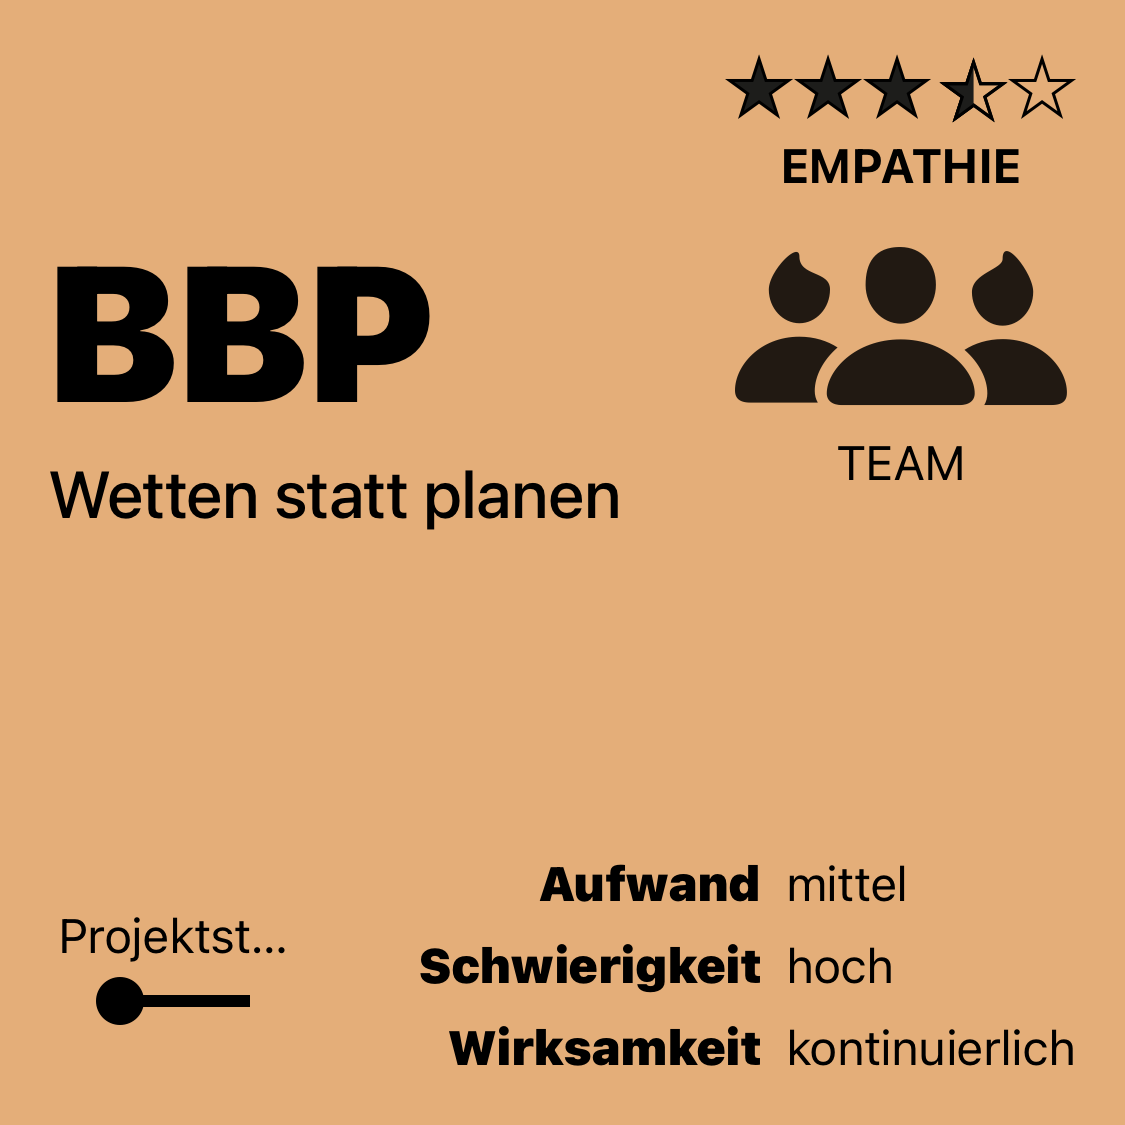 EMPATHIE
BBP
Wetten statt planen
TEAM
Projektst...
Aufwand mittel
Schwierigkeit hoch
Wirksamkeit kontinuierlich